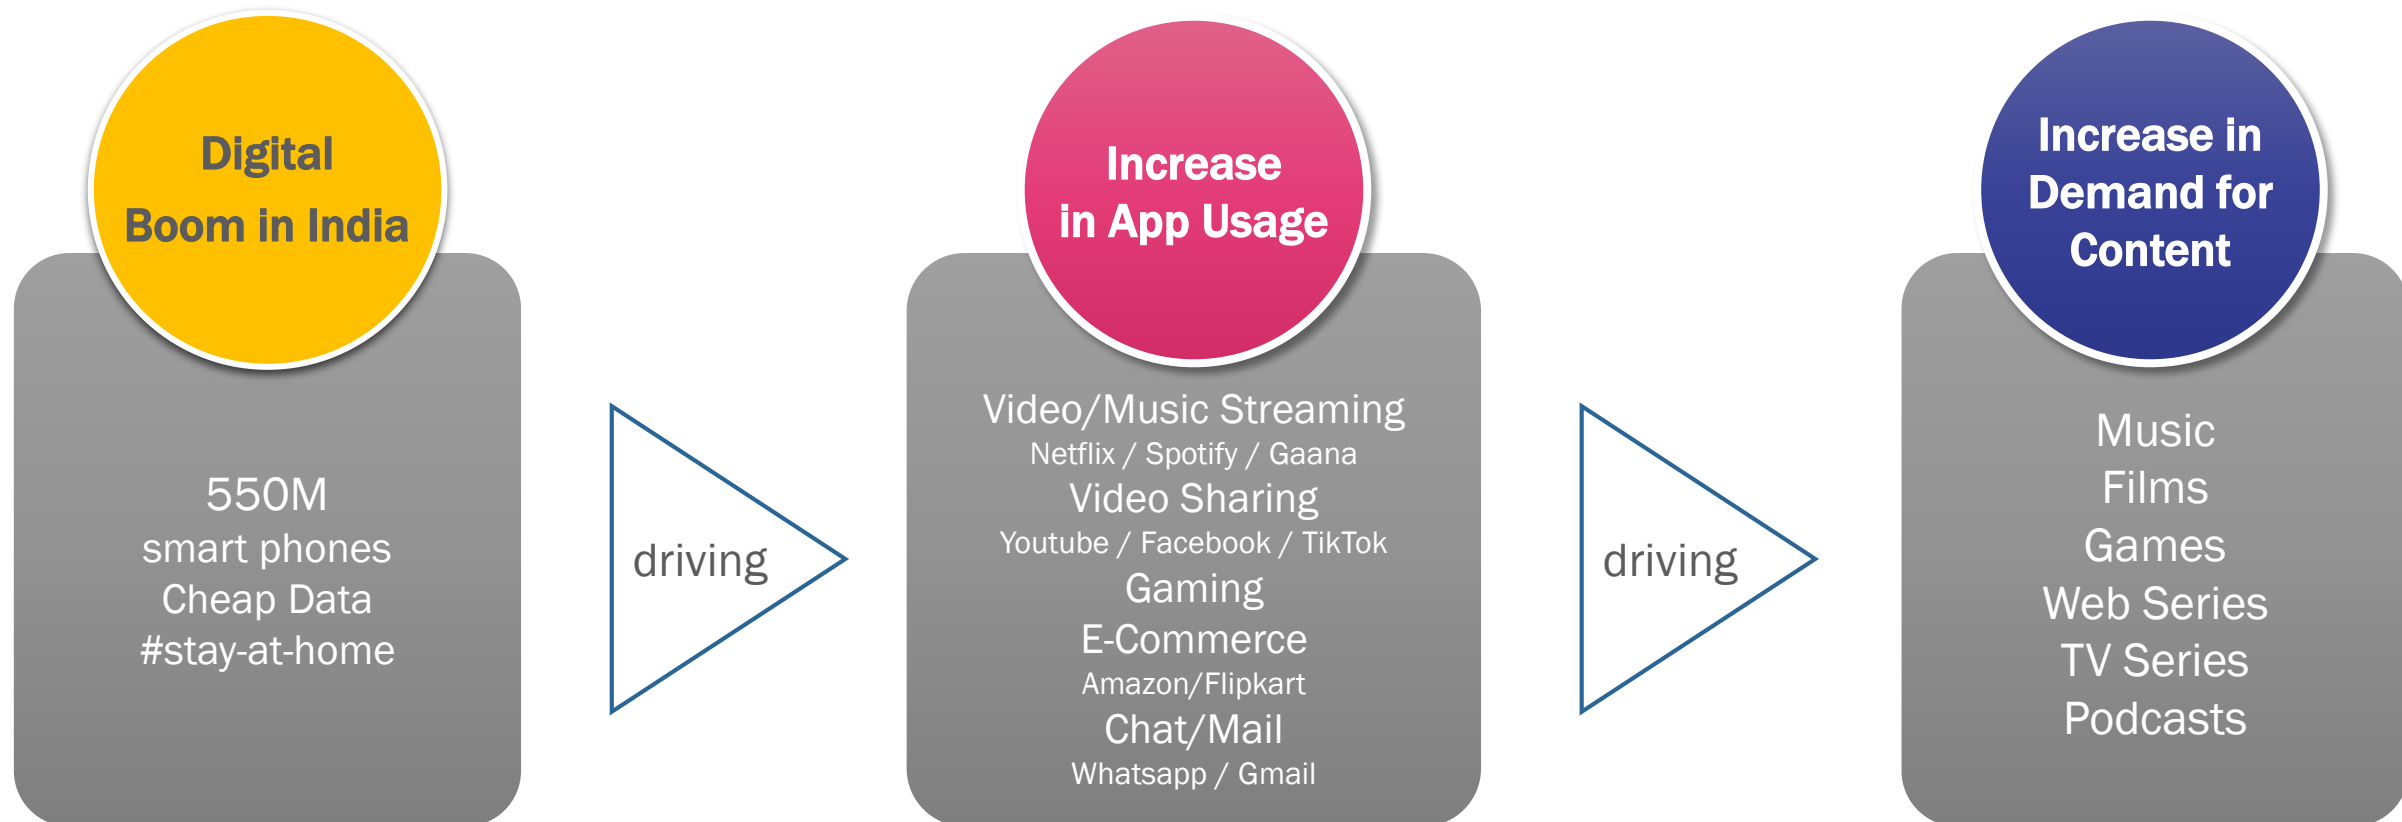 Digital
Boom in India
550M
smart phones
Cheap Data
#stay-at-home
driving
Increase
in App Usage
Video/Music Streaming
Netflix / Spotify / Gaana
Video Sharing
Youtube / Facebook / TikTok
Gaming
E-Commerce
Amazon/Flipkart
Chat/Mail
Whatsapp / Gmail
driving
Increase in
Demand for
Content
Music
Films
Games
Web Series
TV Series
Podcasts